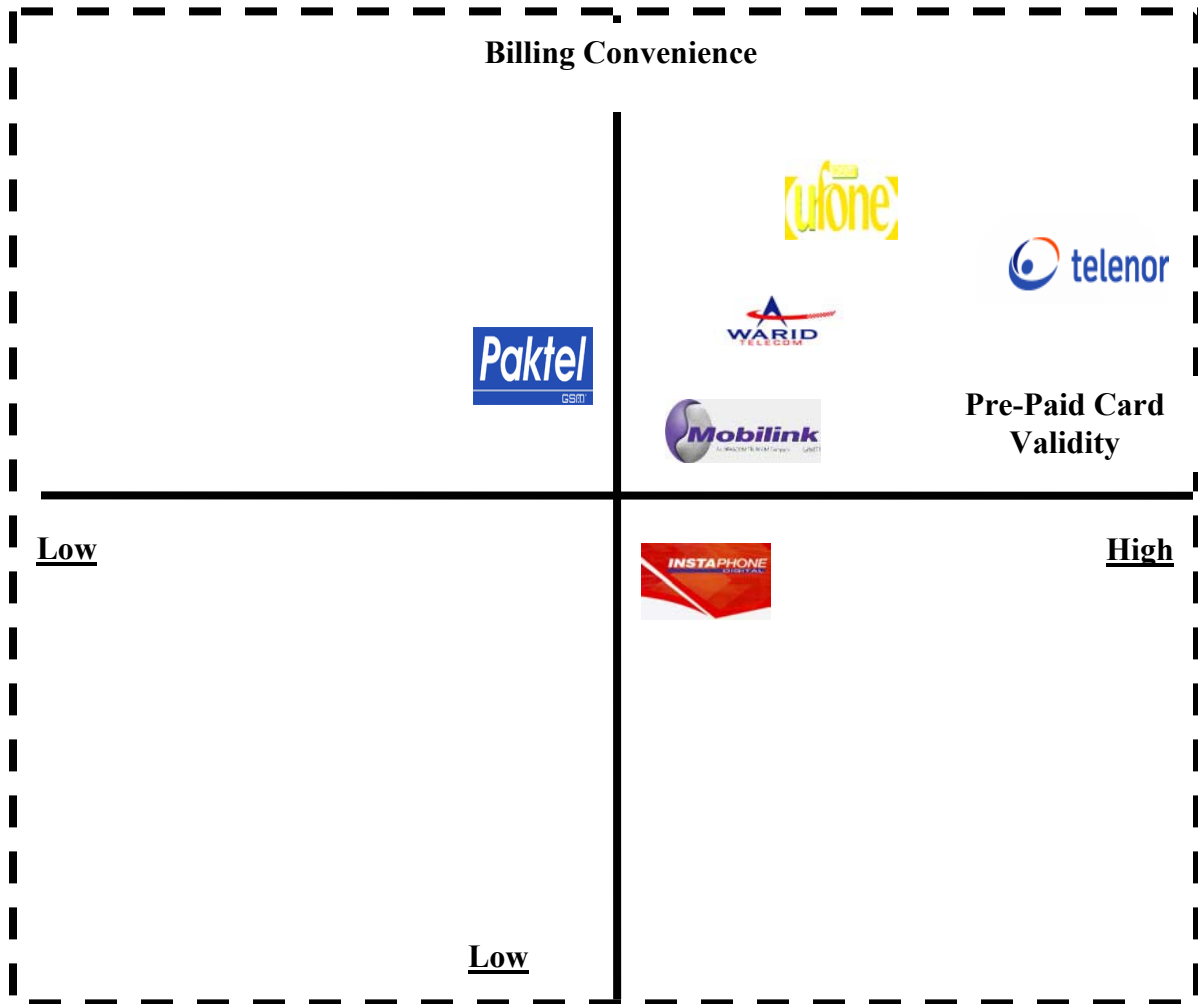 Billing Convenience
ufone
telenor
WARID
TELECOM
Paktel
GSM
Pre-Paid Card
Validity
Mobilink
Low
High
INSTAPHONE
DIGITAL
Low